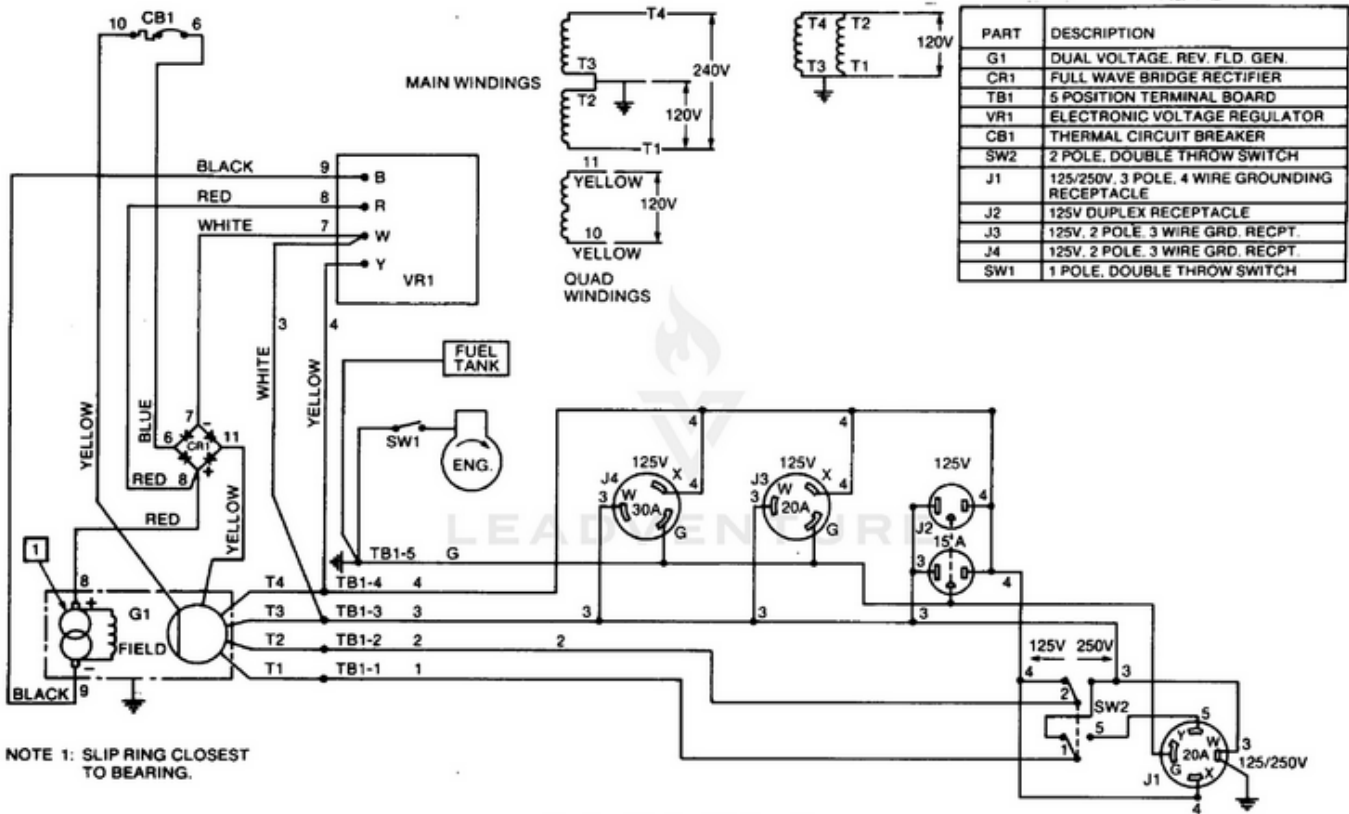 10 CB1 6
MAIN WINDINGS
T4
T3
T2
T1
240V
120V
11
YELLOW
120V
10
YELLOW
QUAD
WINDINGS
T4 T2
T3 T1
120V
PART DESCRIPTION
G1 DUAL VOLTAGE. REV. FLD. GEN.
CR1 FULL WAVE BRIDGE RECTIFIER
TB1 5 POSITION TERMINAL BOARD
VR1 ELECTRONIC VOLTAGE REGULATOR
CB1 THERMAL CIRCUIT BREAKER
SW2 2 POLE, DOUBLE THROW SWITCH
J1 125/250V, 3 POLE, 4 WIRE GROUNDING
RECEPTACLE
J2 125V DUPLEX RECEPTACLE
J3 125V, 2 POLE, 3 WIRE GRD. RECPT.
J4 125V, 2 POLE, 3 WIRE GRD. RECPT.
SW1 1 POLE, DOUBLE THROW SWITCH
BLACK 9 B
RED 8 R
WHITE 7 W
Y
VR1
3 4
WHITE
YELLOW
FUEL
TANK
SW1
ENG.
YELLOW
BLUE
7 -
6 CR1 11
8 +
RED
RED
YELLOW
1
8
+
G1
FIELD
-
9
BLACK
T4 TB1-4 4
T3 TB1-3 3
T2 TB1-2 2 2
T1 TB1-1 1
TB1-5 G
125V
J4 X 4
3 W
30A
G
4
3
125V
J3 X 4
3 W
20A
G
4
3
125V
4
J2
15 A
3
4
3
LEADVENTURE
125V 250V
4
2
3
SW2
5
1
5
Y W 3
20A
G X
J1
125/250V
4
NOTE 1: SLIP RING CLOSEST
TO BEARING.